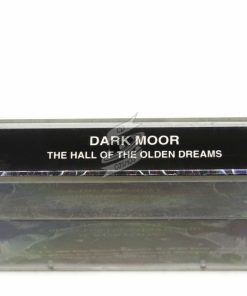 DARK MOOR
THE HALL OF THE OLDEN DREAMS